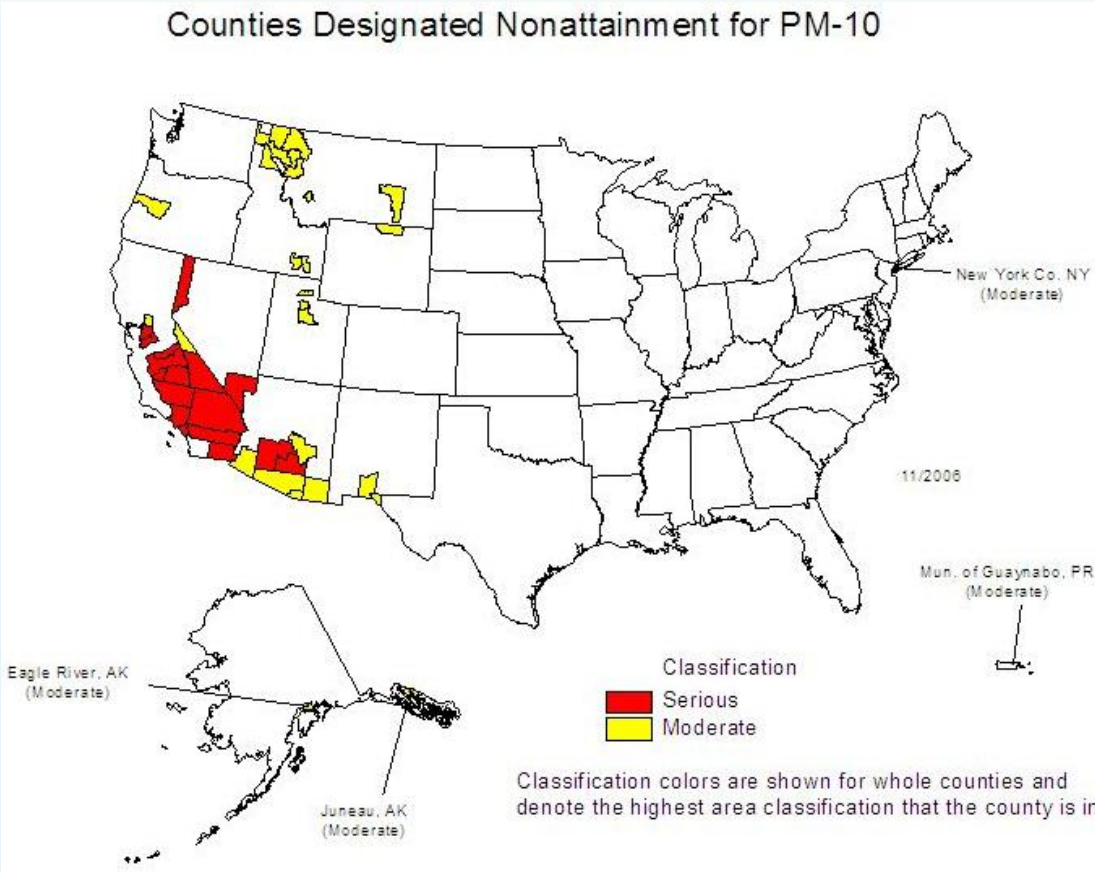 Counties Designated Nonattainment for PM-10
New York Co. NY
(Moderate)
11/2006
Mun. of Guaynabo, PR
(Moderate)
Eagle River, AK
(Moderate)
Juneau, AK
(Moderate)
Classification
Serious
Moderate
Classification colors are shown for whole counties and
denote the highest area classification that the county is in